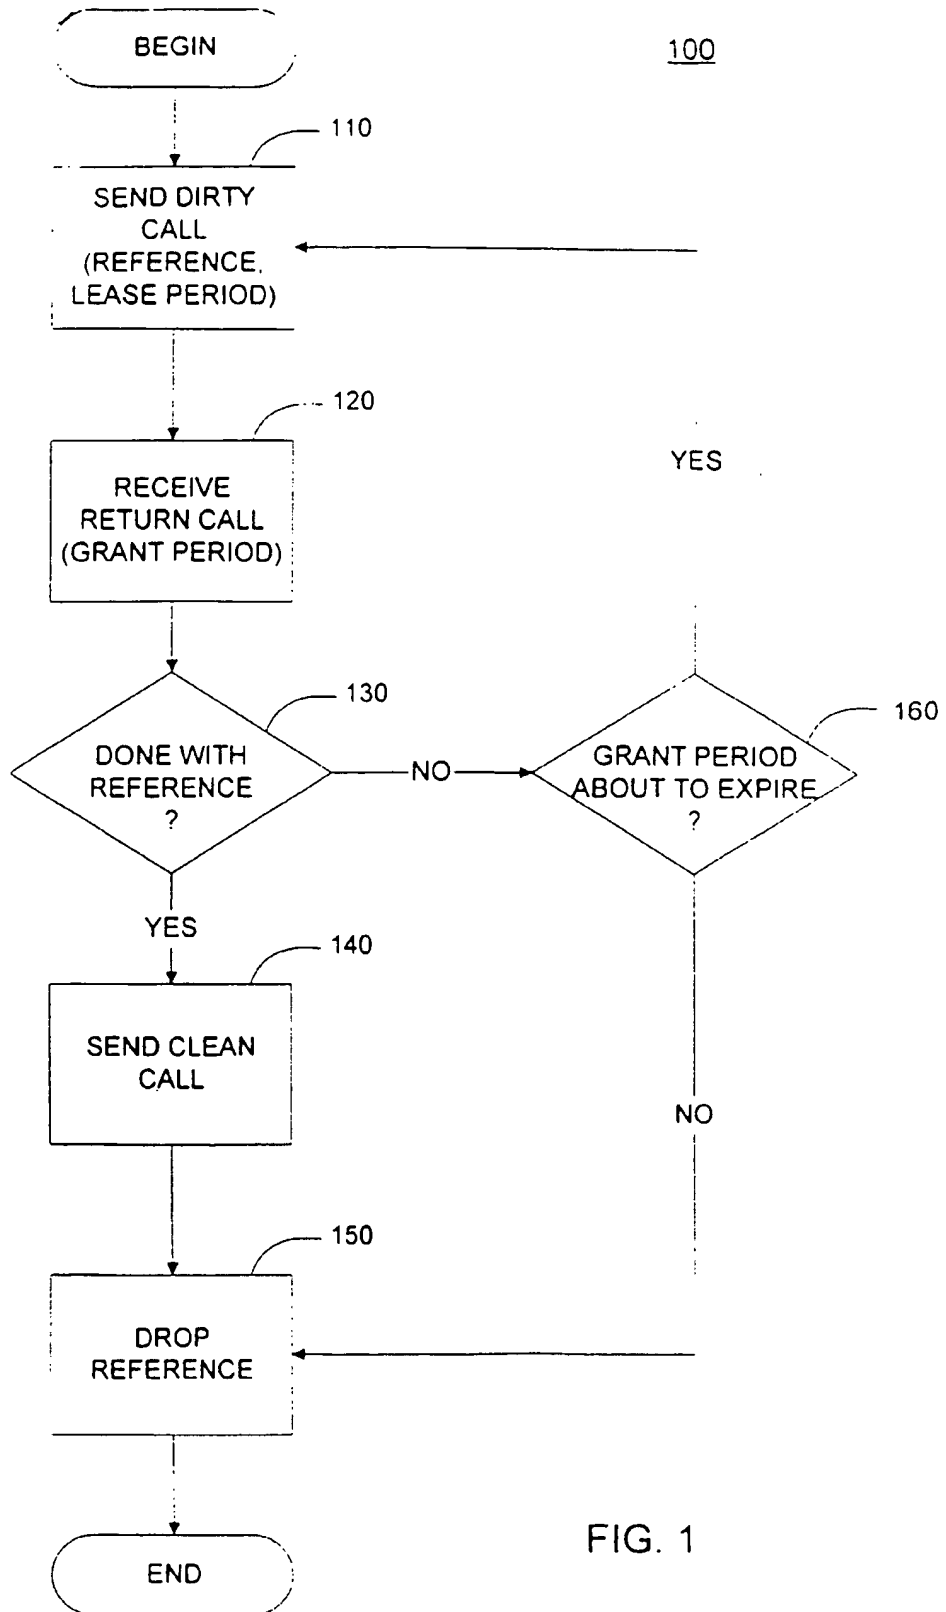 BEGIN
100
110
SEND DIRTY
CALL
(REFERENCE,
LEASE PERIOD)
120
RECEIVE
RETURN CALL
(GRANT PERIOD)
YES
130
DONE WITH
REFERENCE
?
NO
160
GRANT PERIOD
ABOUT TO EXPIRE
?
YES
140
SEND CLEAN
CALL
NO
150
DROP
REFERENCE
END
FIG. 1